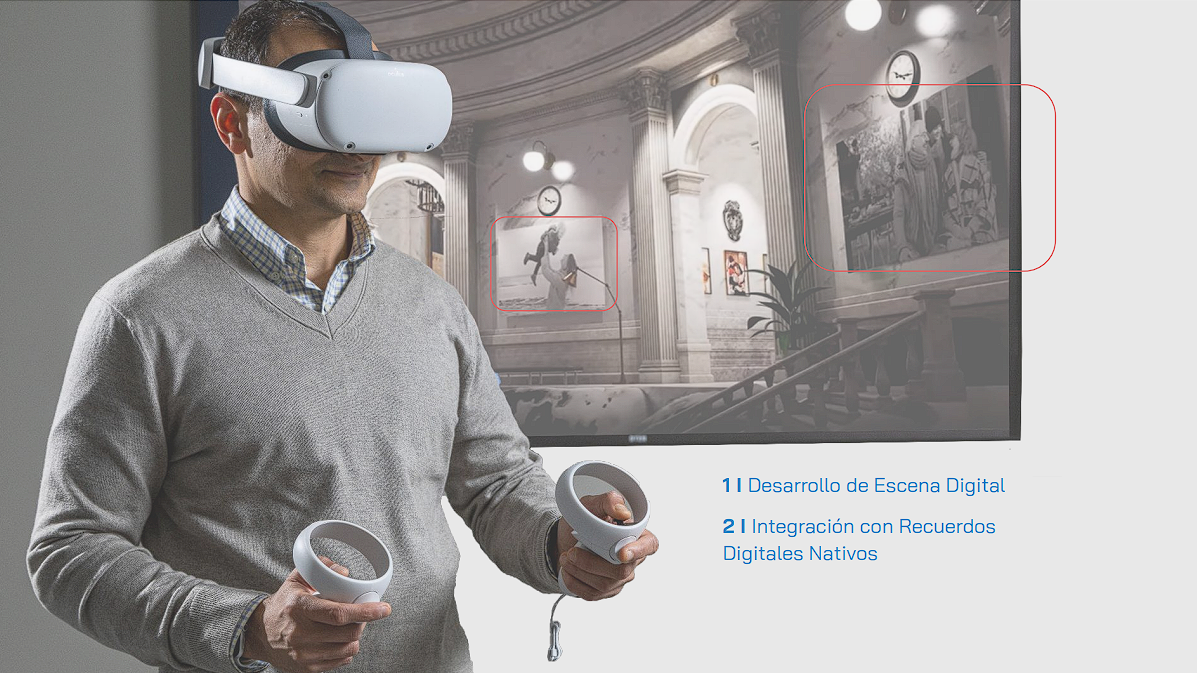 1 I Desarrollo de Escena Digital
2 I Integración con Recuerdos
Digitales Nativos